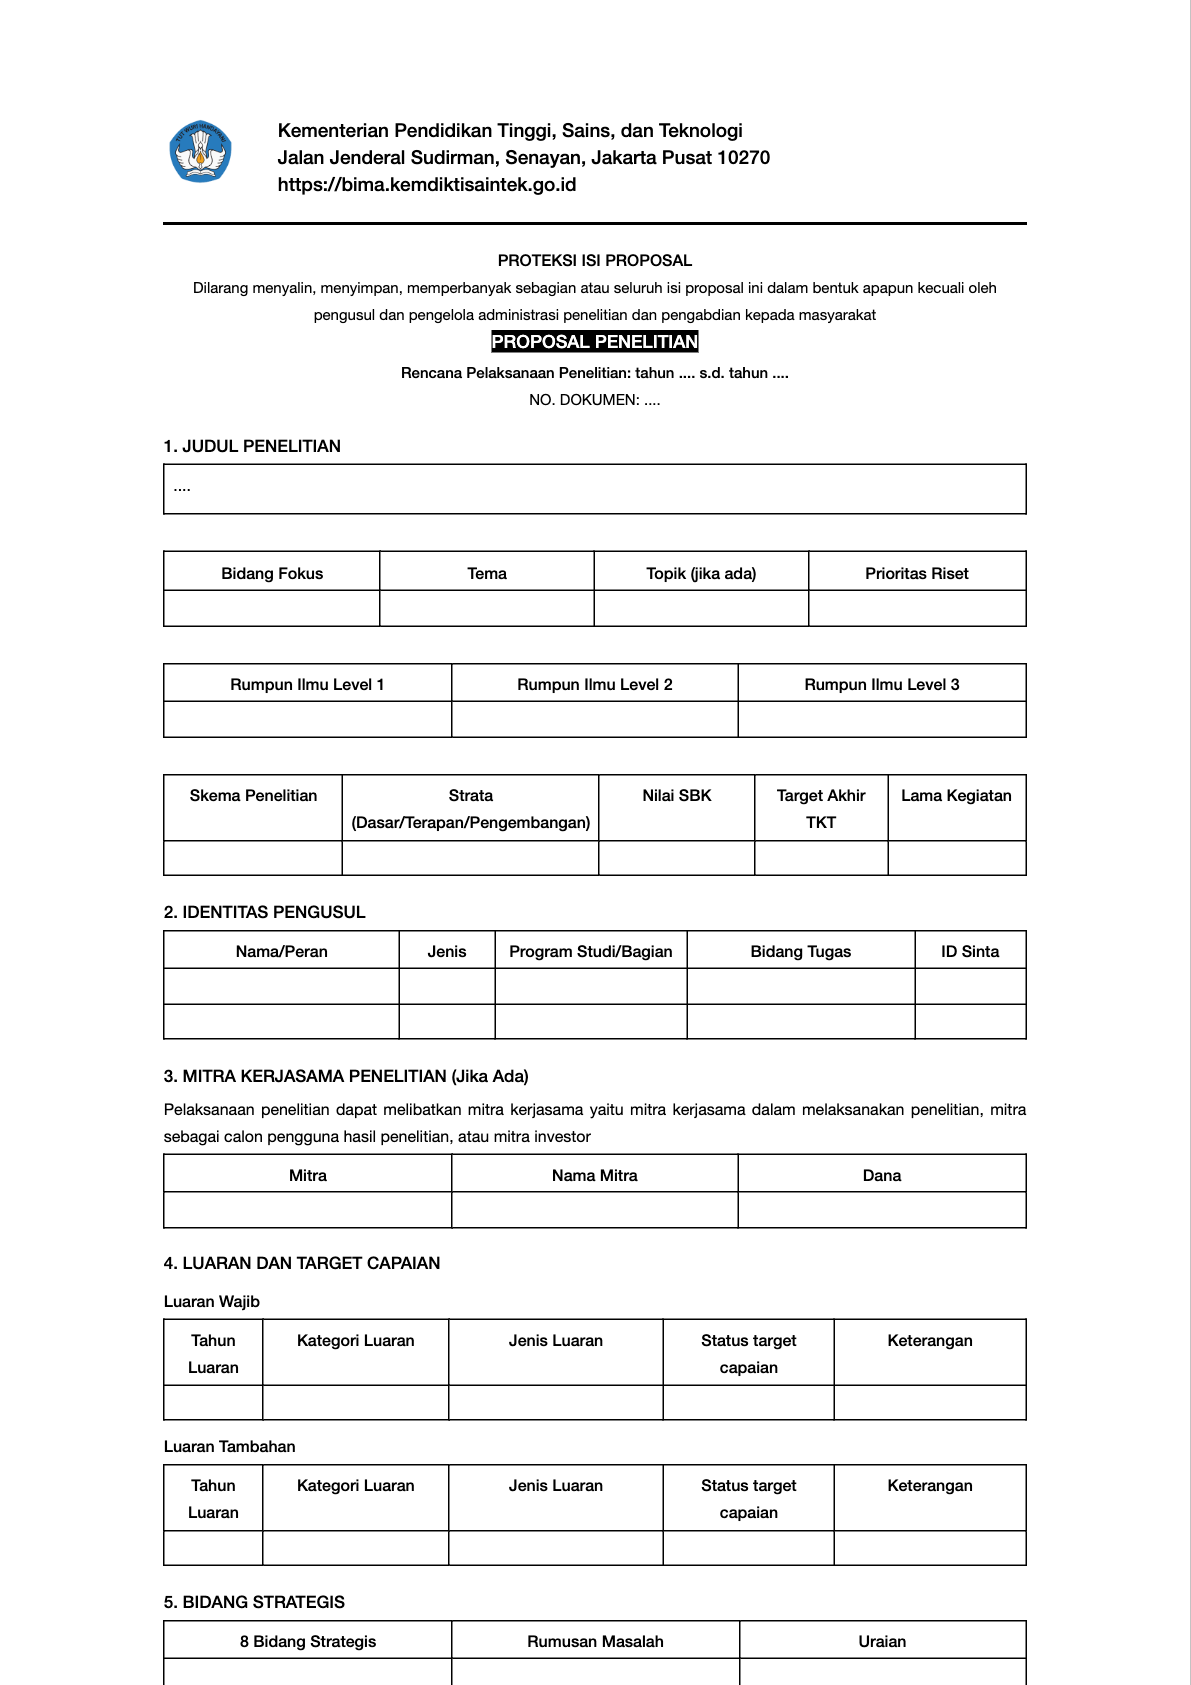 Kementerian Pendidikan Tinggi, Sains, dan Teknologi
Jalan Jenderal Sudirman, Senayan, Jakarta Pusat 10270
https://bima.kemdiktisaintek.go.id
PROTEKSI ISI PROPOSAL
Dilarang menyalin, menyimpan, memperbanyak sebagian atau seluruh isi proposal ini dalam bentuk apapun kecuali oleh
pengusul dan pengelola administrasi penelitian dan pengabdian kepada masyarakat
PROPOSAL PENELITIAN
Rencana Pelaksanaan Penelitian: tahun .... s.d. tahun ....
NO. DOKUMEN: ....
1. JUDUL PENELITIAN
....
Bidang Fokus Tema Topik (jika ada) Prioritas Riset
Rumpun Ilmu Level 1 Rumpun Ilmu Level 2 Rumpun Ilmu Level 3
Skema Penelitian Strata Nilai SBK Target Akhir Lama Kegiatan
(Dasar/Terapan/Pengembangan) TKT
2. IDENTITAS PENGUSUL
Nama/Peran Jenis Program Studi/Bagian Bidang Tugas ID Sinta
3. MITRA KERJASAMA PENELITIAN (Jika Ada)
Pelaksanaan penelitian dapat melibatkan mitra kerjasama yaitu mitra kerjasama dalam melaksanakan penelitian, mitra
sebagai calon pengguna hasil penelitian, atau mitra investor
Mitra Nama Mitra Dana
4. LUARAN DAN TARGET CAPAIAN
Luaran Wajib
Tahun Kategori Luaran Jenis Luaran Status target Keterangan
Luaran capaian
Luaran Tambahan
Tahun Kategori Luaran Jenis Luaran Status target Keterangan
Luaran capaian
5. BIDANG STRATEGIS
8 Bidang Strategis Rumusan Masalah Uraian